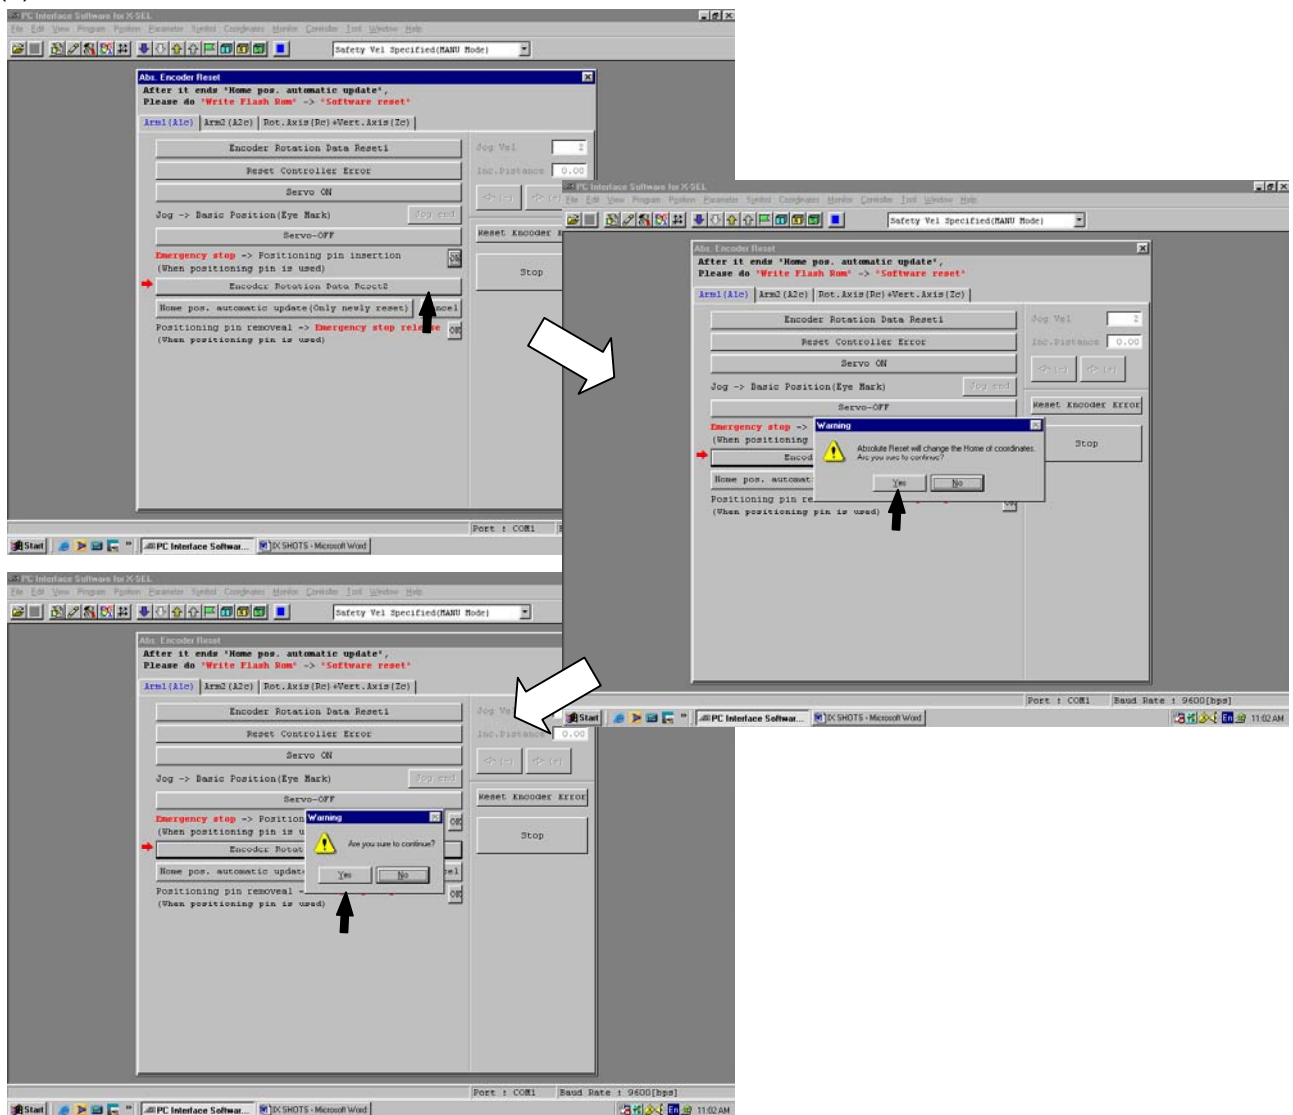 PC Interface Software for X-SEL
File Edit View Program Position Parameter Symbol Coordinates Monitor Controller Tool Window Help
Safety Vel Specified(MANU Mode)
Abs. Encoder Reset
After it ends "Home pos. automatic update",
Please do "Write Flash Rom" -> "Software reset"
Arm1(A1c) Arm2(A2c) Rot.Axis(Rc)+Vert.Axis(Zc)
Encoder Rotation Data Reset1
Jog Vel 2
Reset Controller Error
Inc.Distance 0.00
Servo ON
Jog -> Basic Position(Eye Mark) Jog end
Servo-OFF
Reset Encoder
Emergency stop -> Positioning pin insertion
(When positioning pin is used)
Stop
Encoder Rotation Data Reset2
Home pos. automatic update(Only newly reset)
Positioning pin removeal -> Emergency stop release OK
(When positioning pin is used)
Port : COM1
Start PC Interface Softwar... IX SHOTS - Microsoft Word
PC Interface Software for X-SEL
File Edit View Program Position Parameter Symbol Coordinates Monitor Controller Tool Window Help
Safety Vel Specified(MANU Mode)
Abs. Encoder Reset
After it ends "Home pos. automatic update",
Please do "Write Flash Rom" -> "Software reset"
Arm1(A1c) Arm2(A2c) Rot.Axis(Rc)+Vert.Axis(Zc)
Encoder Rotation Data Reset1
Jog Vel 2
Reset Controller Error
Inc.Distance 0.00
Servo ON
Jog -> Basic Position(Eye Mark) Jog end
Servo-OFF
Reset Encoder Error
Emergency stop ->
(When positioning
Stop
Warning
Absolute Reset will change the Home of coordinates.
Are you sure to continue?
Yes No
Encod
Home pos. automat
Positioning pin re
(When positioning pin is used)
Port : COM1 Baud Rate : 9600[bps]
Start PC Interface Softwar... IX SHOTS - Microsoft Word En 11:02 AM
PC Interface Software for X-SEL
File Edit View Program Position Parameter Symbol Coordinates Monitor Controller Tool Window Help
Safety Vel Specified(MANU Mode)
Abs. Encoder Reset
After it ends "Home pos. automatic update",
Please do "Write Flash Rom" -> "Software reset"
Arm1(A1c) Arm2(A2c) Rot.Axis(Rc)+Vert.Axis(Zc)
Encoder Rotation Data Reset1
Jog Ve
Reset Controller Error
Inc.Distance 0.00
Servo ON
Jog -> Basic Position(Eye Mark) Jog end
Servo-OFF
Reset Encoder Error
Emergency stop -> Position OK
(When positioning pin is u
Stop
Warning
Are you sure to continue?
Yes No
Encoder Rotat
Home pos. automatic updat
Positioning pin removeal - OK
(When positioning pin is used)
Port : COM1 Baud Rate : 9600[bps]
Start PC Interface Softwar... IX SHOTS - Microsoft Word En 11:02 AM